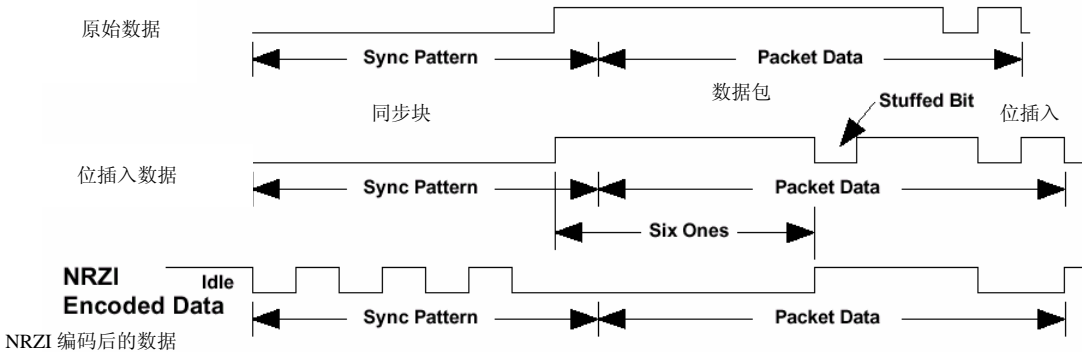 原始数据
Sync Pattern
Packet Data
数据包
同步块
Stuffed Bit
位插入
位插入数据
Sync Pattern
Packet Data
Six Ones
NRZI
Encoded Data
Idle
Sync Pattern
Packet Data
NRZI 编码后的数据